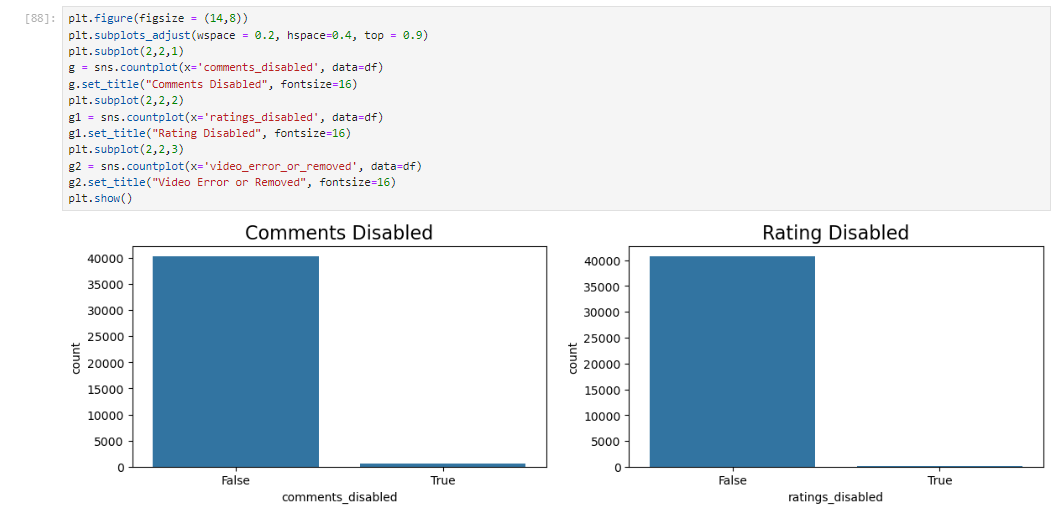 [88]:
plt.figure(figsize = (14,8))
plt.subplots_adjust(wspace = 0.2, hspace=0.4, top = 0.9)
plt.subplot(2,2,1)
g = sns.countplot(x='comments_disabled', data=df)
g.set_title("Comments Disabled", fontsize=16)
plt.subplot(2,2,2)
g1 = sns.countplot(x='ratings_disabled', data=df)
g1.set_title("Rating Disabled", fontsize=16)
plt.subplot(2,2,3)
g2 = sns.countplot(x='video_error_or_removed', data=df)
g2.set_title("Video Error or Removed", fontsize=16)
plt.show()
Comments Disabled
40000
35000
30000
25000
20000
15000
10000
5000
0
count
False
True
comments_disabled
Rating Disabled
40000
35000
30000
25000
20000
15000
10000
5000
0
count
False
True
ratings_disabled